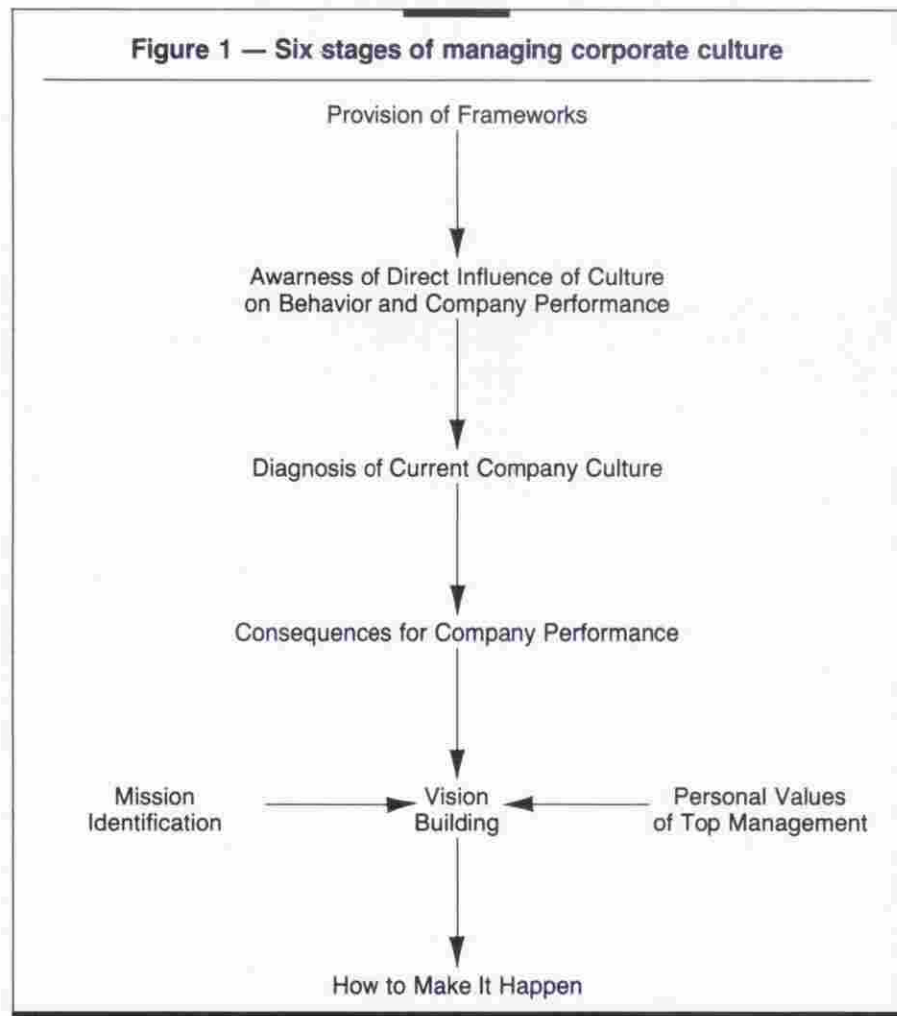 Figure 1 — Six stages of managing corporate culture
Provision of Frameworks
Awarness of Direct Influence of Culture
on Behavior and Company Performance
Diagnosis of Current Company Culture
Consequences for Company Performance
Mission
Identification
Vision
Building
Personal Values
of Top Management
How to Make It Happen